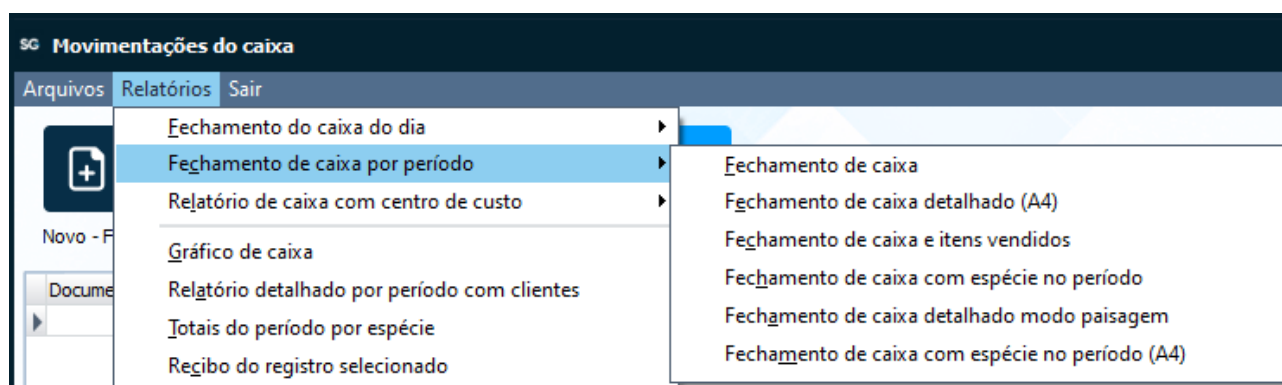 SG Movimentações do caixa
Arquivos Relatórios Sair
Fechamento do caixa do dia
Fechamento de caixa por período
Relatório de caixa com centro de custo
Gráfico de caixa
Relatório detalhado por período com clientes
Totais do período por espécie
Recibo do registro selecionado
Fechamento de caixa
Fechamento de caixa detalhado (A4)
Fechamento de caixa e itens vendidos
Fechamento de caixa com espécie no período
Fechamento de caixa detalhado modo paisagem
Fechamento de caixa com espécie no período (A4)
Novo - F
Docume